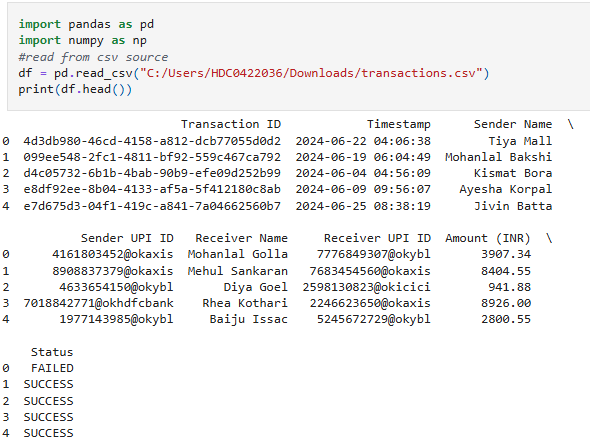 import pandas as pd
import numpy as np
#read from csv source
df = pd.read_csv("C:/Users/HDC0422036/Downloads/transactions.csv")
print(df.head())
Transaction ID Timestamp Sender Name \
0 4d3db980-46cd-4158-a812-dcb77055d0d2 2024-06-22 04:06:38 Tiya Mall
1 099ee548-2fc1-4811-bf92-559c467ca792 2024-06-19 06:04:49 Mohanlal Bakshi
2 d4c05732-6b1b-4bab-90b9-efe09d252b99 2024-06-04 04:56:09 Kismat Bora
3 e8df92ee-8b04-4133-af5a-5f412180c8ab 2024-06-09 09:56:07 Ayesha Korpal
4 e7d675d3-04f1-419c-a841-7a04662560b7 2024-06-25 08:38:19 Jivin Batta
Sender UPI ID Receiver Name Receiver UPI ID Amount (INR) \
0 4161803452@okaxis Mohanlal Golla 7776849307@okybl 3907.34
1 8908837379@okaxis Mehul Sankaran 7683454560@okaxis 8404.55
2 4633654150@okybl Diya Goel 2598130823@okicici 941.88
3 7018842771@okhdfcbank Rhea Kothari 2246623650@okaxis 8926.00
4 1977143985@okybl Baiju Issac 5245672729@okybl 2800.55
Status
0 FAILED
1 SUCCESS
2 SUCCESS
3 SUCCESS
4 SUCCESS